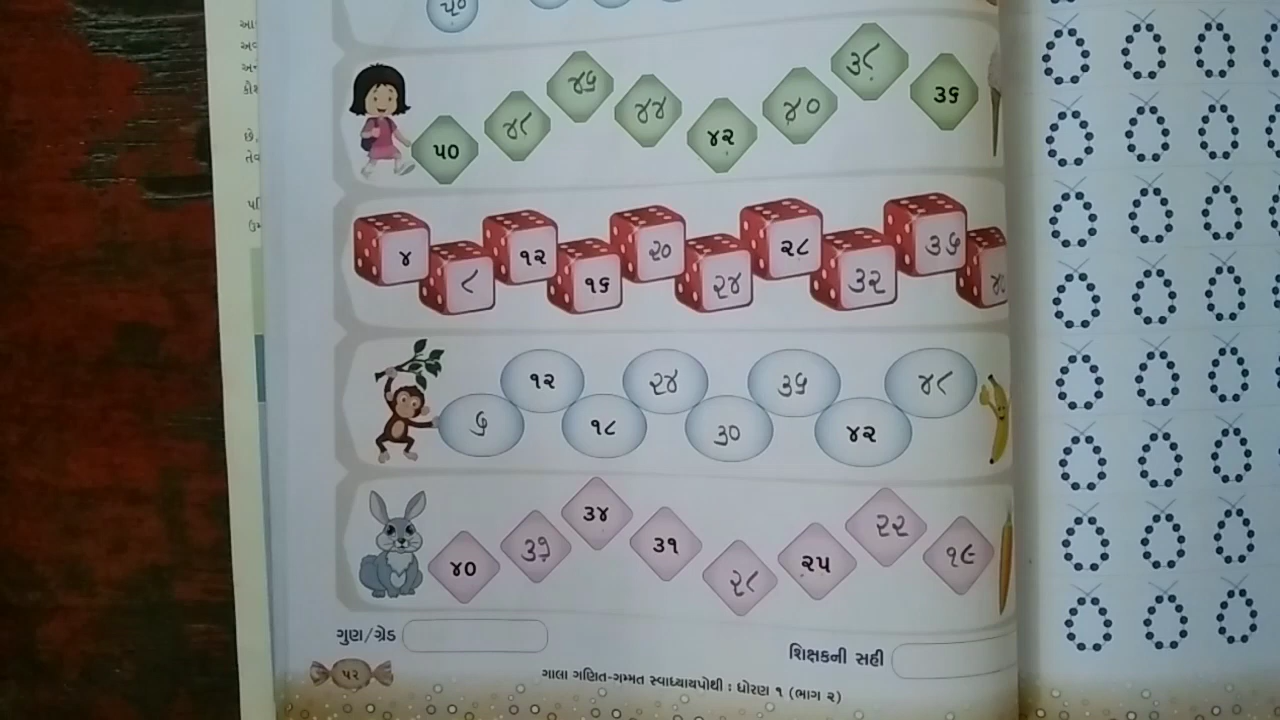 ૫૦
૫૦ ૪૮ ૪૬ ૪૪ ૪૨ ૪૦ ૩૮ ૩૬
૪ ૮ ૧૨ ૧૬ ૨૦ ૨૪ ૨૮ ૩૨ ૩૬
૬ ૧૨ ૧૮ ૨૪ ૩૦ ૩૬ ૪૨ ૪૮
૪૦ ૩૭ ૩૪ ૩૧ ૨૮ ૨૫ ૨૨ ૧૯
ગુણ/ગ્રેડ
શિક્ષકની સહી
૫૨
ગાલા ગણિત-ગમ્મત સ્વાધ્યાયપોથી : ધોરણ ૧ (ભાગ ૨)